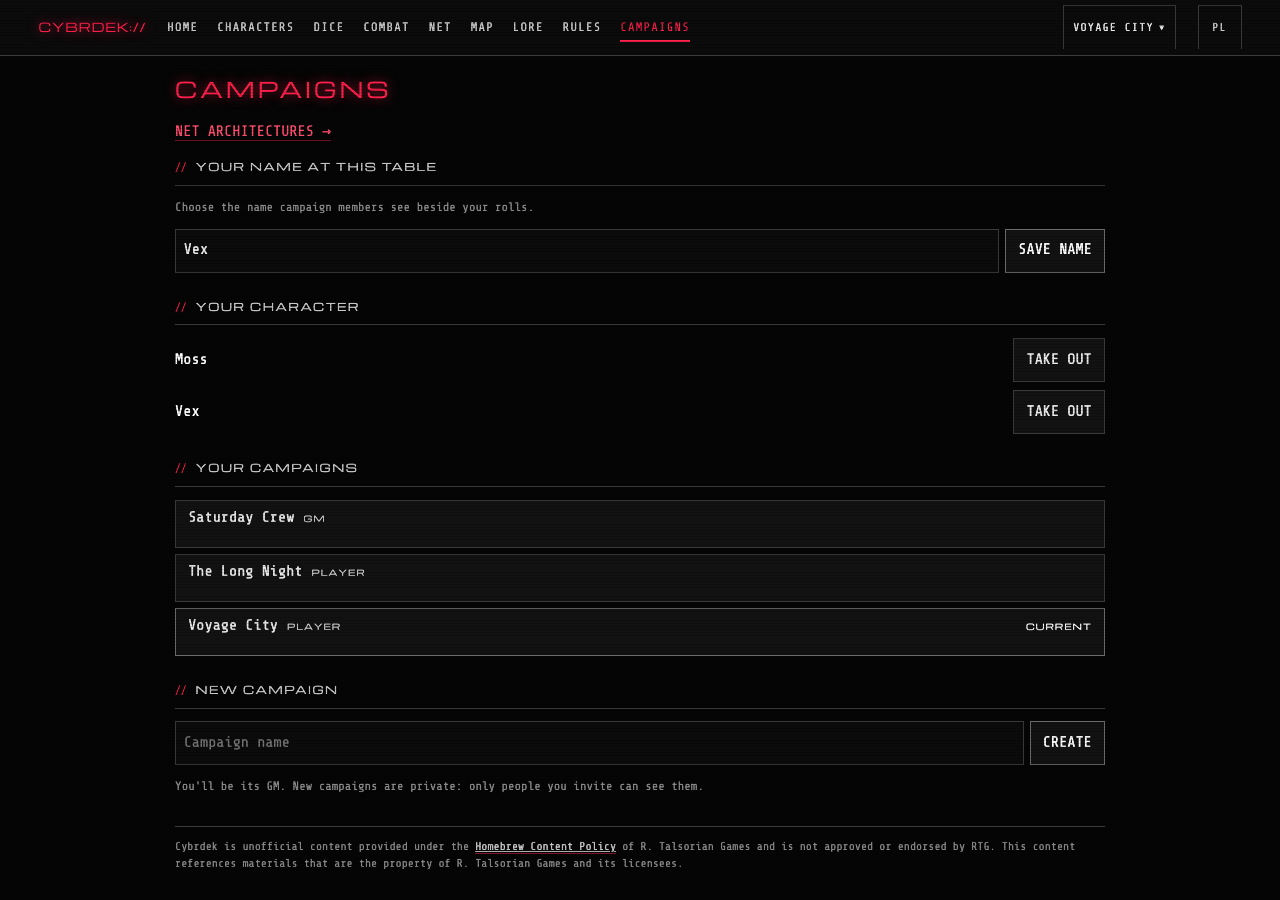 CYBRDEK:// HOME CHARACTERS DICE COMBAT NET MAP LORE RULES CAMPAIGNS VOYAGE CITY ▾ PL
CAMPAIGNS
NET ARCHITECTURES →
// YOUR NAME AT THIS TABLE
Choose the name campaign members see beside your rolls.
Vex SAVE NAME
// YOUR CHARACTER
Moss TAKE OUT
Vex TAKE OUT
// YOUR CAMPAIGNS
Saturday Crew GM
The Long Night PLAYER
Voyage City PLAYER CURRENT
// NEW CAMPAIGN
Campaign name CREATE
You'll be its GM. New campaigns are private: only people you invite can see them.
Cybrdek is unofficial content provided under the Homebrew Content Policy of R. Talsorian Games and is not approved or endorsed by RTG. This content
references materials that are the property of R. Talsorian Games and its licensees.